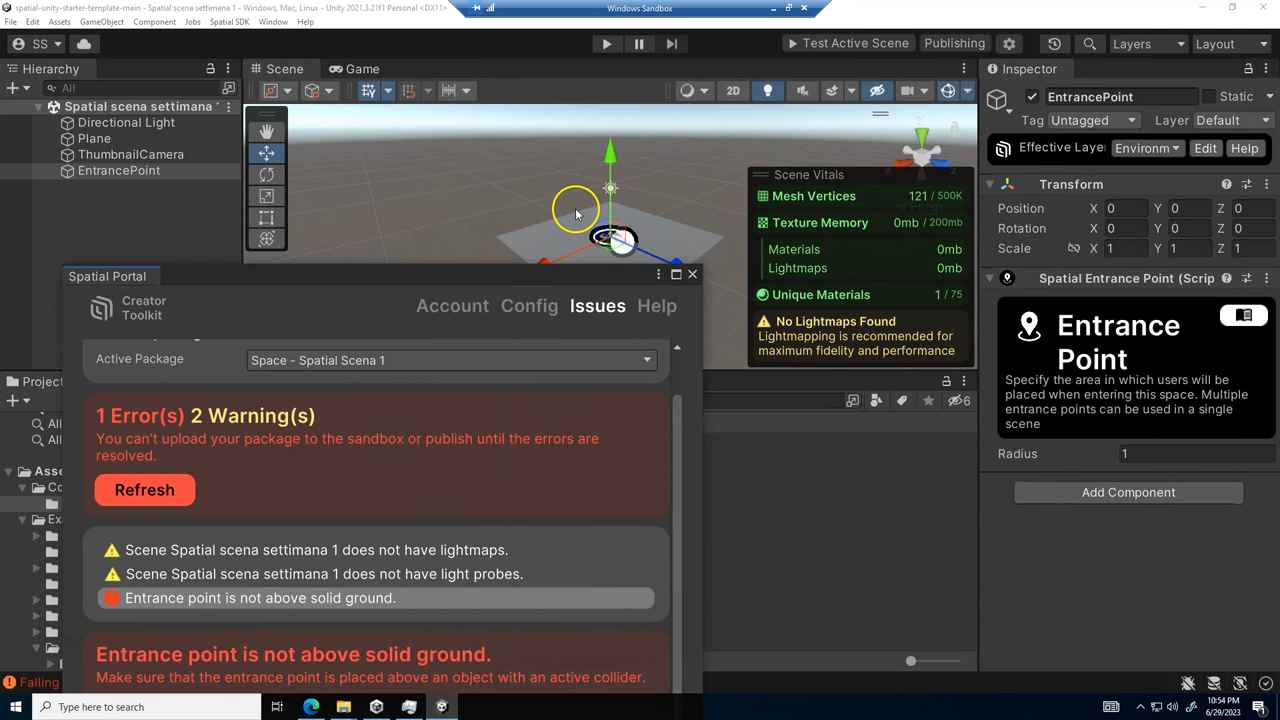 spatial-unity-starter-template-main - Spatial scena settimana 1 - Windows, Mac, Linux - Unity 2021.3.21f1 Personal <DX11>
Windows Sandbox
File Edit Assets GameObject Component Jobs Spatial SDK Window Help
SS Test Active Scene Publishing Layers Layout
Hierarchy Scene Game Inspector
All 2D EntrancePoint Static
Spatial scena settimana
Tag Untagged Layer Default
Directional Light
Plane
ThumbnailCamera
EntrancePoint
Effective Layer Environm Edit Help
Scene Vitals
Mesh Vertices 121 / 500K
Texture Memory 0mb / 200mb
Materials 0mb
Lightmaps 0mb
Unique Materials 1 / 75
No Lightmaps Found
Lightmapping is recommended for
maximum fidelity and performance
Transform
Position X 0 Y 0 Z 0
Rotation X 0 Y 0 Z 0
Scale X 1 Y 1 Z 1
Spatial Entrance Point (Scrip
Entrance
Point
Specify the area in which users will be
placed when entering this space. Multiple
entrance points can be used in a single
scene
Radius 1
Add Component
Spatial Portal
Creator
Toolkit
Account Config Issues Help
Active Package Space - Spatial Scena 1
1 Error(s) 2 Warning(s)
You can't upload your package to the sandbox or publish until the errors are
resolved.
Refresh
Scene Spatial scena settimana 1 does not have lightmaps.
Scene Spatial scena settimana 1 does not have light probes.
Entrance point is not above solid ground.
Entrance point is not above solid ground.
Make sure that the entrance point is placed above an object with an active collider.
Project
6
All
All
Asse
Co
Ex
Falling
Type here to search
10:54 PM
6/29/2023
1